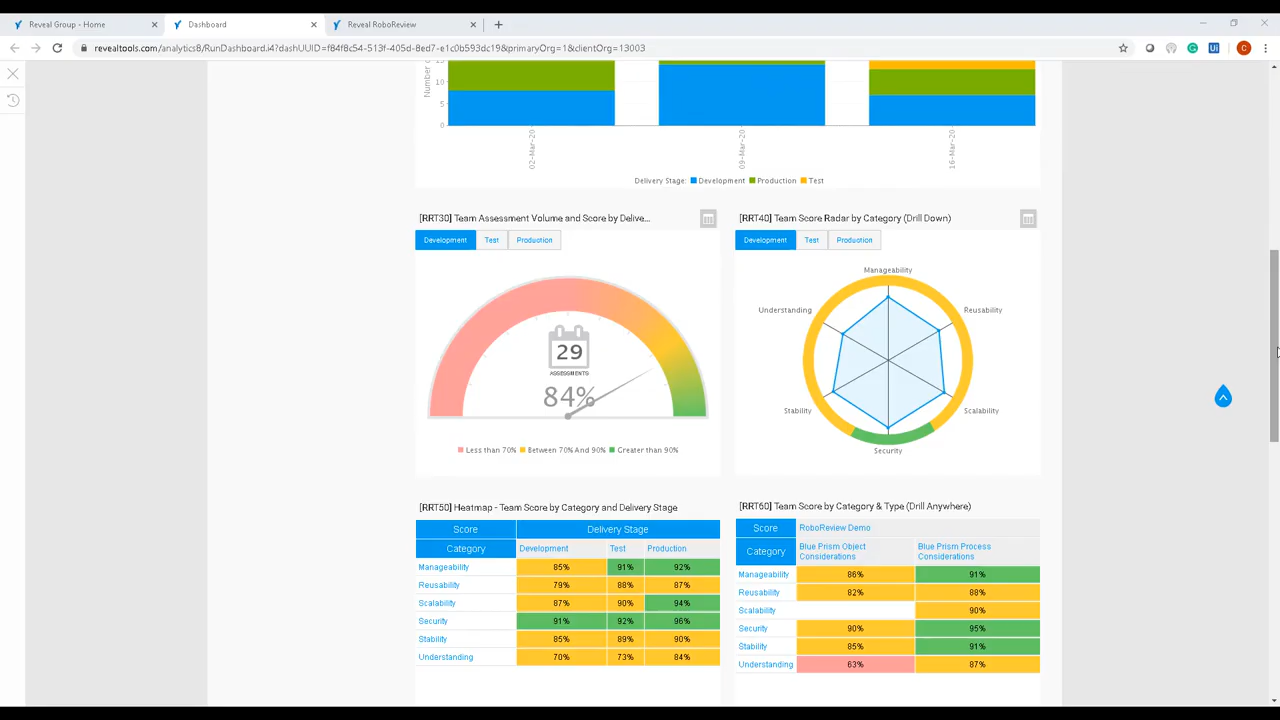 Reveal Group - Home
Dashboard
Reveal RoboReview
revealtools.com/analytics8/RunDashboard.i4?dashUUID=f84f8c54-513f-405d-8ed7-e1c0b593dc19&primaryOrg=1&clientOrg=13003
C
10
5
0
02-Mar-20
09-Mar-20
16-Mar-20
Delivery Stage: Development Production Test
[RRT30] Team Assessment Volume and Score by Delive...
Development Test Production
29
ASSESSMENTS
84%
Less than 70% Between 70% And 90% Greater than 90%
[RRT40] Team Score Radar by Category (Drill Down)
Development Test Production
Manageability
Understanding Reusability
Stability Scalability
Security
[RRT50] Heatmap - Team Score by Category and Delivery Stage
Score Delivery Stage
Category Development Test Production
Manageability 85% 91% 92%
Reusability 79% 88% 87%
Scalability 87% 90% 94%
Security 91% 92% 96%
Stability 85% 89% 90%
Understanding 70% 73% 84%
[RRT60] Team Score by Category & Type (Drill Anywhere)
Score RoboReview Demo
Category Blue Prism Object Considerations Blue Prism Process Considerations
Manageability 86% 91%
Reusability 82% 88%
Scalability 90%
Security 90% 95%
Stability 85% 91%
Understanding 63% 87%